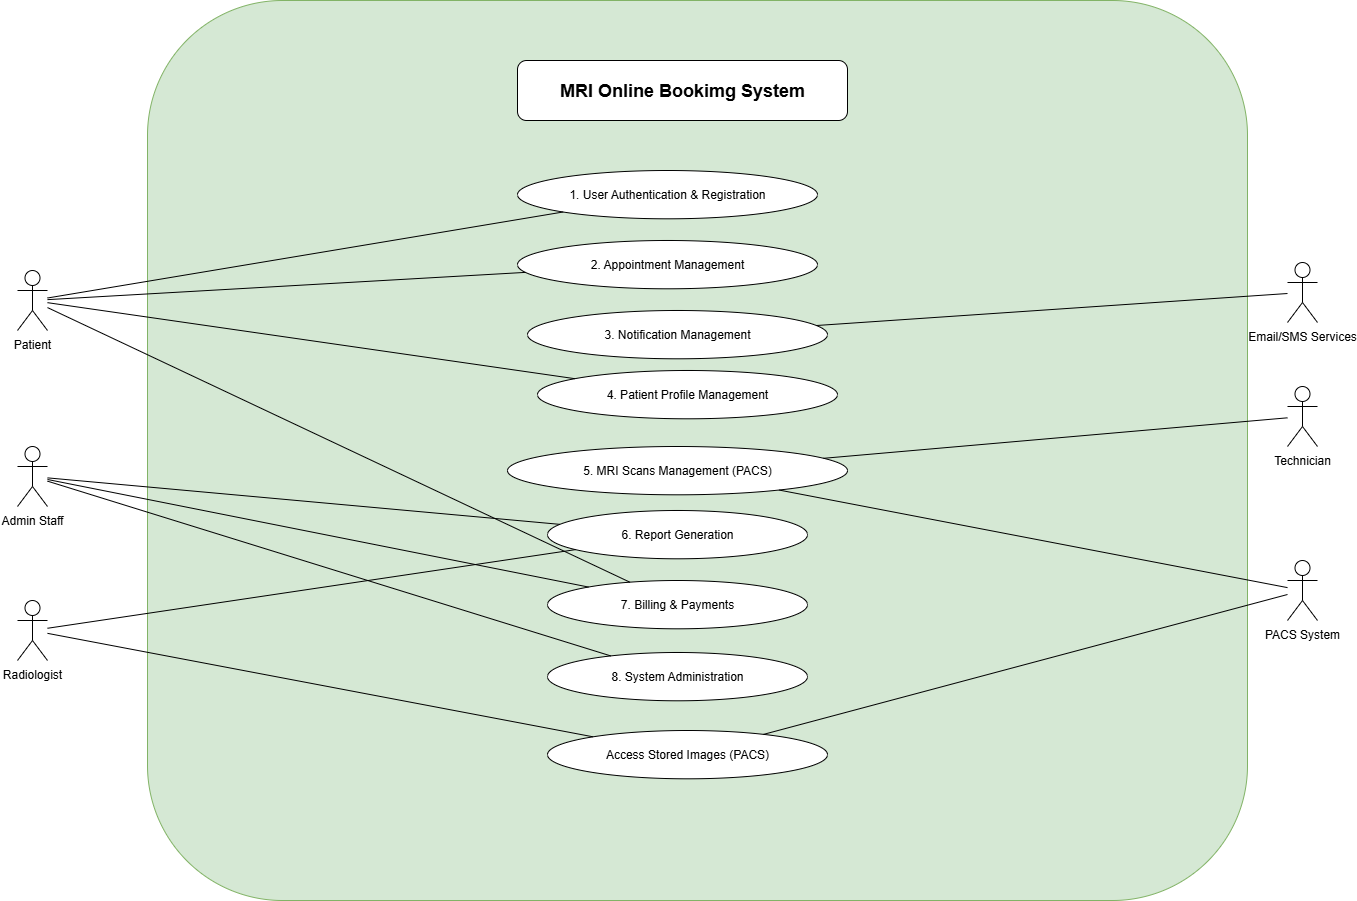 MRI Online Bookimg System
1. User Authentication & Registration
2. Appointment Management
3. Notification Management
4. Patient Profile Management
5. MRI Scans Management (PACS)
6. Report Generation
7. Billing & Payments
8. System Administration
Access Stored Images (PACS)
Patient
Admin Staff
Radiologist
Email/SMS Services
Technician
PACS System